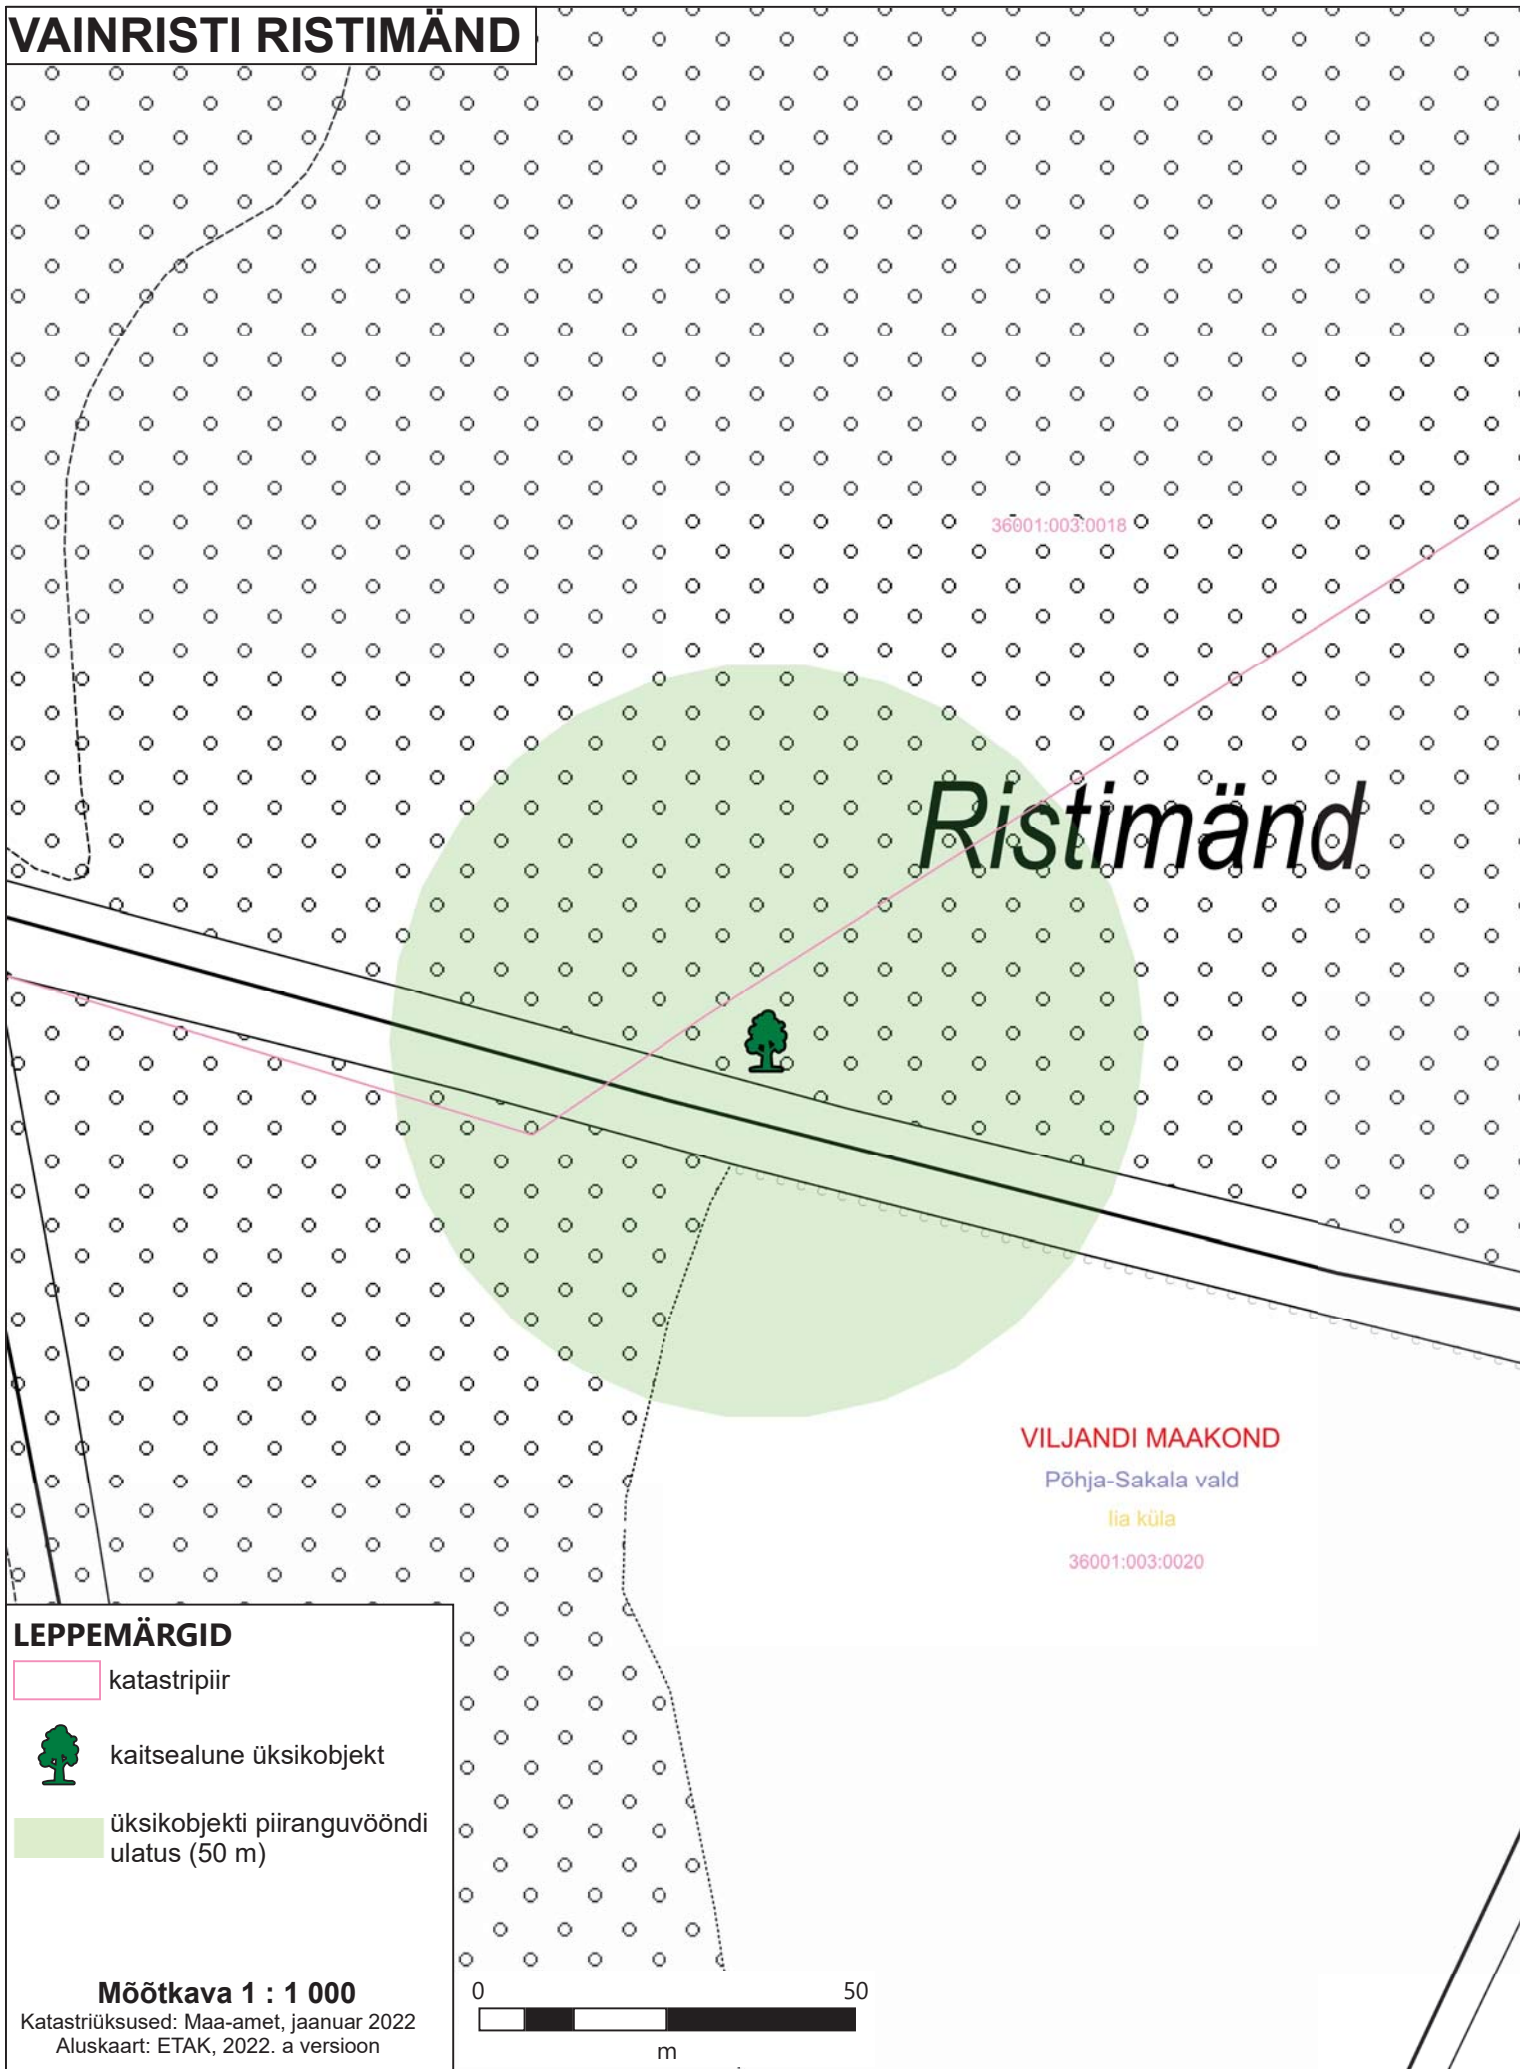 VAINRISTI RISTIMÄND
36001:003:0018
Ristimänd
VILJANDI MAAKOND
Põhja-Sakala vald
Iia küla
36001:003:0020
LEPPEMÄRGID
katastripiir
kaitsealune üksikobjekt
üksikobjekti piiranguvööndi
ulatus (50 m)
Mõõtkava 1 : 1 000
Katastriüksused: Maa-amet, jaanuar 2022
Aluskaart: ETAK, 2022. a versioon
0 50
m